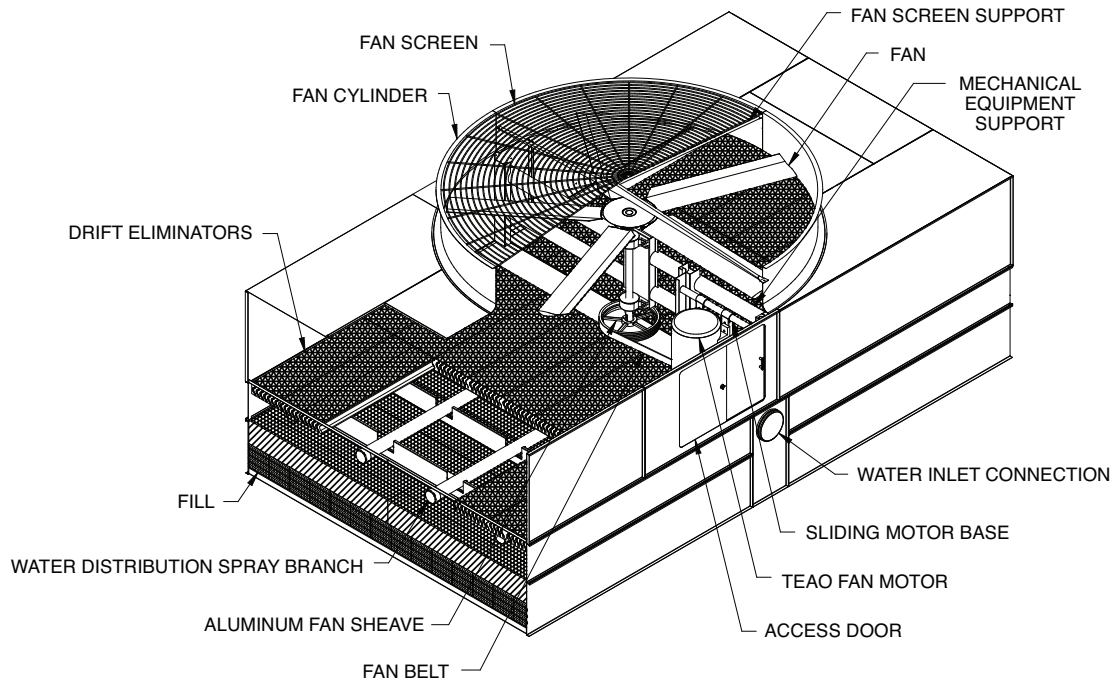 FAN SCREEN SUPPORT
FAN SCREEN
FAN
FAN CYLINDER
MECHANICAL
EQUIPMENT
SUPPORT
DRIFT ELIMINATORS
WATER INLET CONNECTION
FILL
SLIDING MOTOR BASE
WATER DISTRIBUTION SPRAY BRANCH
TEAO FAN MOTOR
ALUMINUM FAN SHEAVE
ACCESS DOOR
FAN BELT